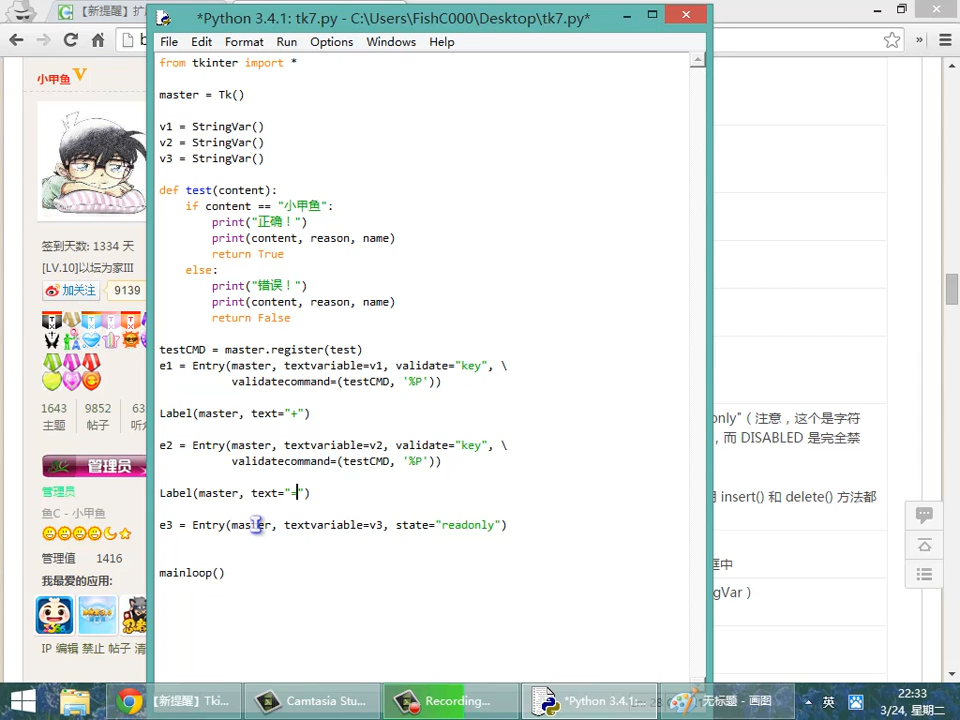 【新提醒】扩
*Python 3.4.1: tk7.py - C:\Users\FishC000\Desktop\tk7.py*
File Edit Format Run Options Windows Help
from tkinter import *
master = Tk()
v1 = StringVar()
v2 = StringVar()
v3 = StringVar()
def test(content):
if content == "小甲鱼":
print("正确！")
print(content, reason, name)
return True
else:
print("错误！")
print(content, reason, name)
return False
testCMD = master.register(test)
e1 = Entry(master, textvariable=v1, validate="key", \
validatecommand=(testCMD, '%P'))
Label(master, text="+")
e2 = Entry(master, textvariable=v2, validate="key", \
validatecommand=(testCMD, '%P'))
Label(master, text="=")
e3 = Entry(master, textvariable=v3, state="readonly")
mainloop()
小甲鱼
签到天数: 1334 天
[LV.10]以坛为家III
加关注 9139
1643 9852 63
主题 帖子 听
管理员
管理员
鱼C - 小甲鱼
管理值 1416
我最爱的应用:
IP 编辑 禁止 帖子 清
only"（注意，这个是字符
，而 DISABLED 是完全禁
insert() 和 delete() 方法都
框中
gVar）
【新提醒】Tki... Camtasia Stu... Recording... *Python 3.4.1:... 无标题 - 画图 英 22:33
3/24, 星期二